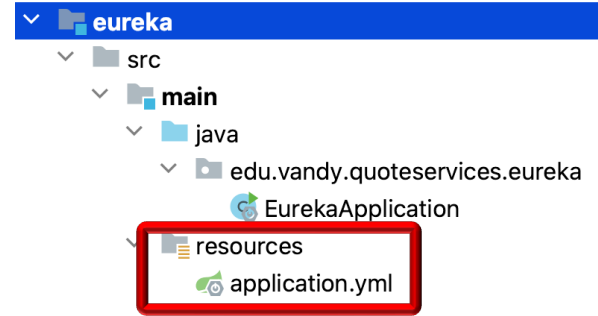 eureka
src
main
java
edu.vandy.quoteservices.eureka
EurekaApplication
resources
application.yml